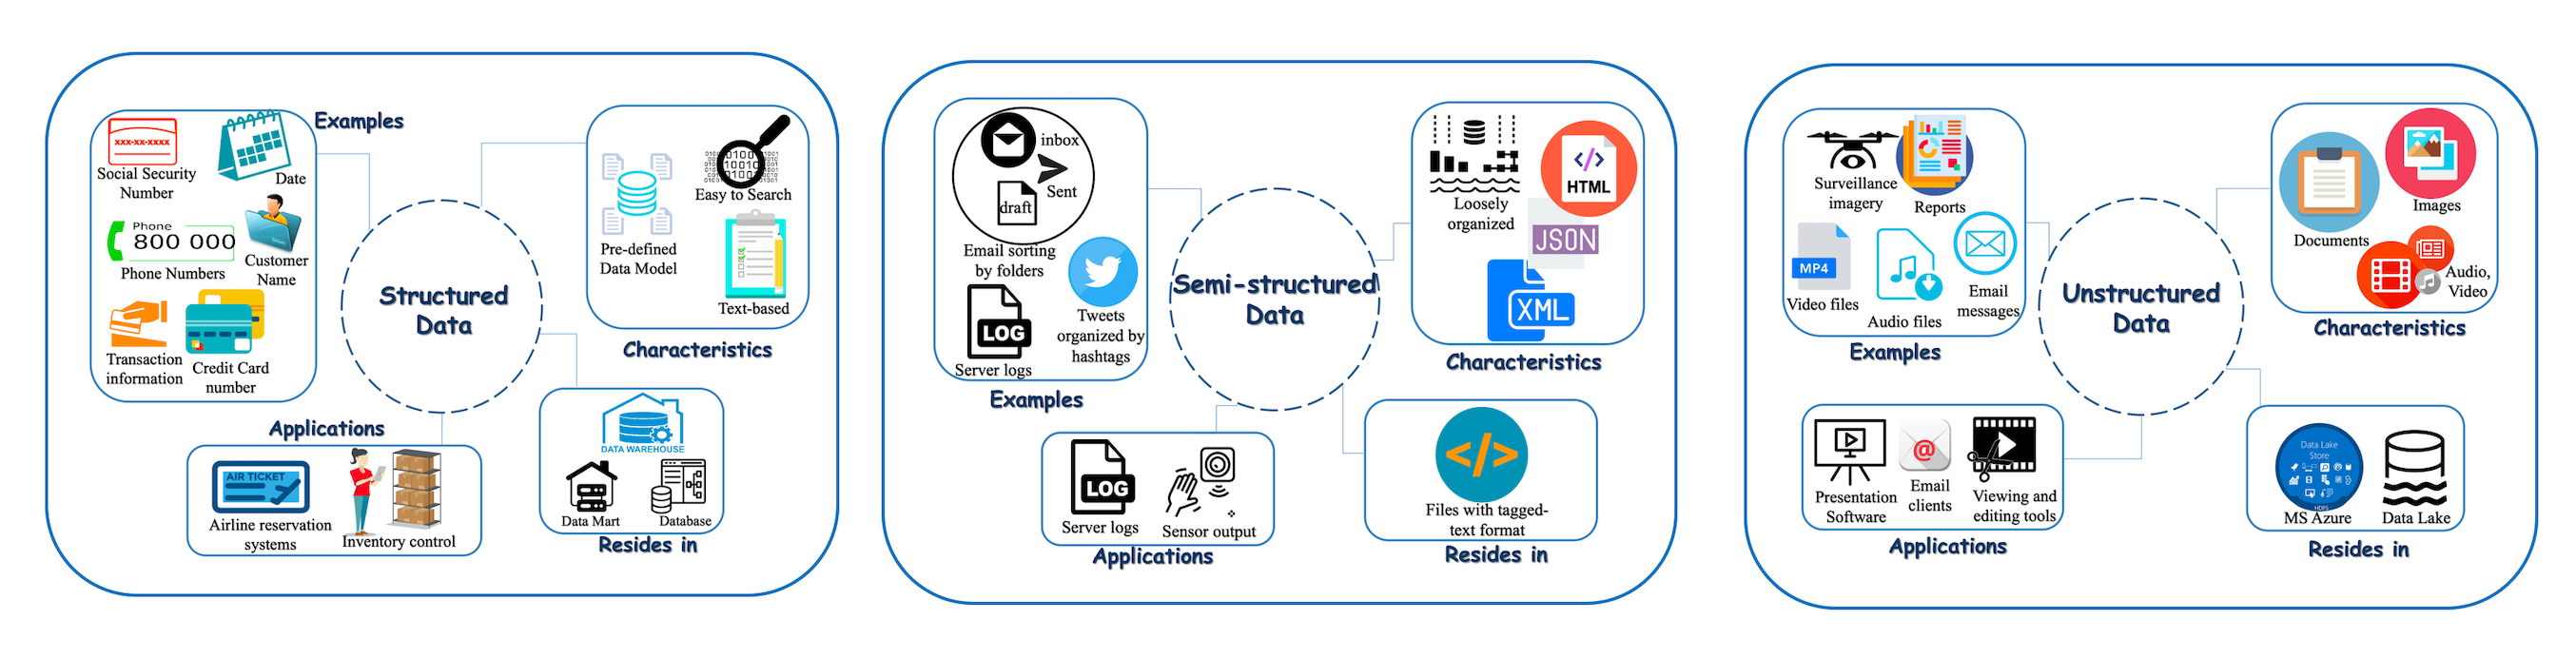 Examples
xxx-xx-xxxx
Social Security
Number
Date
Phone
800 000
Phone Numbers
Customer
Name
Transaction
information
Credit Card
number
Structured
Data
Pre-defined
Data Model
Easy to Search
Text-based
Characteristics
Applications
AIR TICKET
Airline reservation
systems
Inventory control
DATA WAREHOUSE
Data Mart
Database
Resides in
inbox
Sent
draft
Email sorting
by folders
LOG
Server logs
Tweets
organized by
hashtags
Examples
Semi-structured
Data
Loosely
organized
HTML
JSON
XML
Characteristics
LOG
Server logs
Sensor output
Applications
Files with tagged-
text format
Resides in
Surveillance
imagery
Reports
MP4
Video files
Audio files
Email
messages
Examples
Unstructured
Data
Documents
Images
Audio,
Video
Characteristics
Presentation
Software
Email
clients
Viewing and
editing tools
Applications
Data Lake
Store
HDFS
MS Azure
Data Lake
Resides in